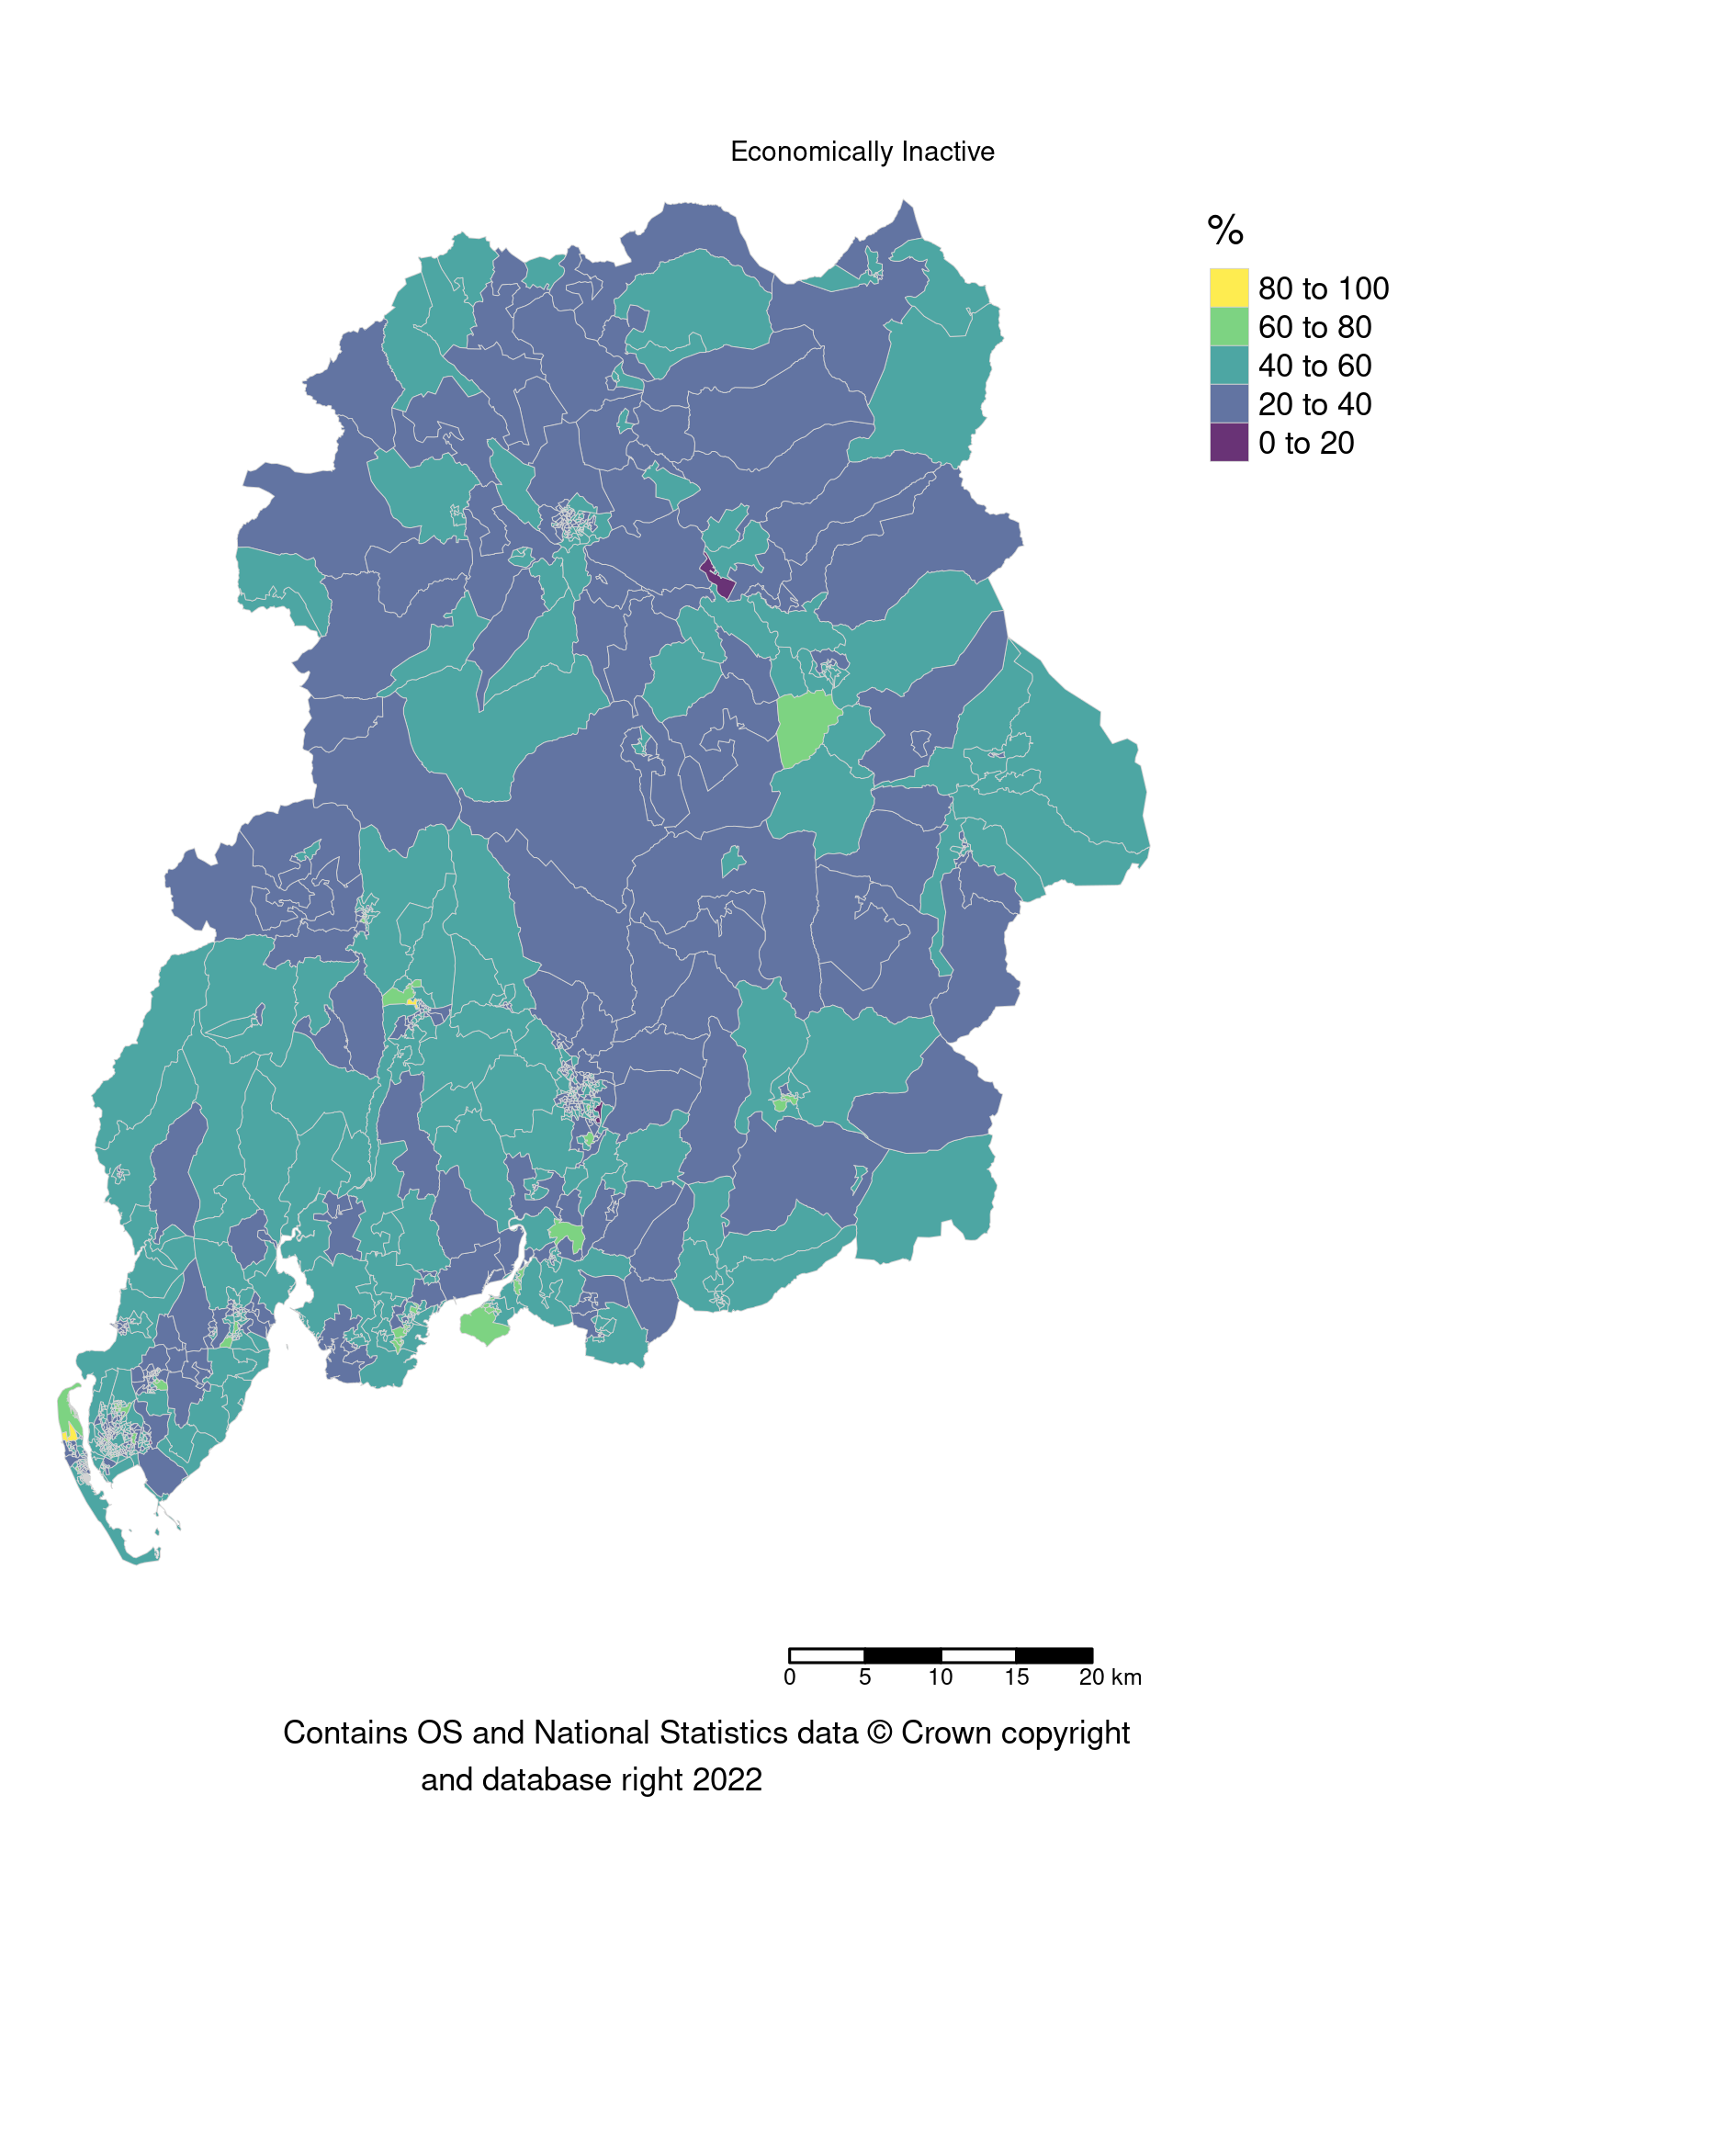 Economically Inactive
%
80 to 100
60 to 80
40 to 60
20 to 40
0 to 20
0 5 10 15 20 km
Contains OS and National Statistics data © Crown copyright
and database right 2022